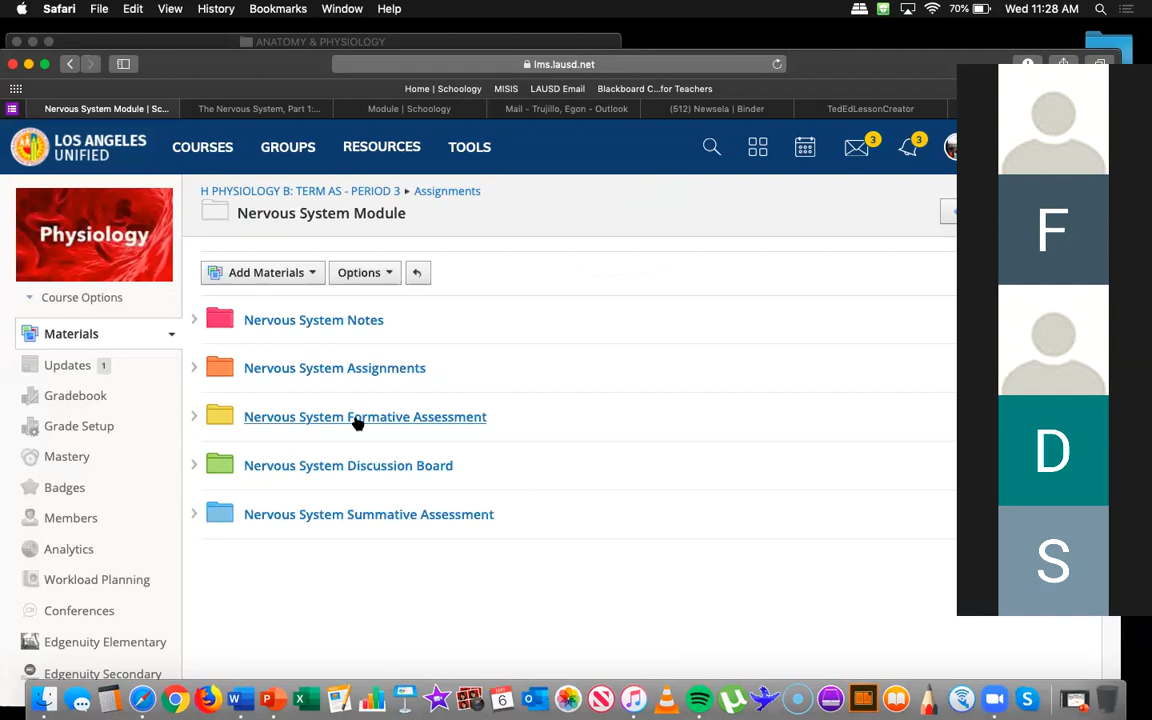 Safari File Edit View History Bookmarks Window Help 70% Wed 11:28 AM
ANATOMY & PHYSIOLOGY
lms.lausd.net
Home | Schoology MISIS LAUSD Email Blackboard C...for Teachers
Nervous System Module | Sc... The Nervous System, Part 1:... Module | Schoology Mail - Trujillo, Egon - Outlook (512) Newsela | Binder TedEdLessonCreator
LOS ANGELES UNIFIED COURSES GROUPS RESOURCES TOOLS 3 3
H PHYSIOLOGY B: TERM AS - PERIOD 3 ▸ Assignments
Nervous System Module
Physiology
Add Materials Options
Course Options
Materials
Updates 1
Gradebook
Grade Setup
Mastery
Badges
Members
Analytics
Workload Planning
Conferences
Edgenuity Elementary
Edgenuity Secondary
Nervous System Notes
Nervous System Assignments
Nervous System Formative Assessment
Nervous System Discussion Board
Nervous System Summative Assessment
F
D
S